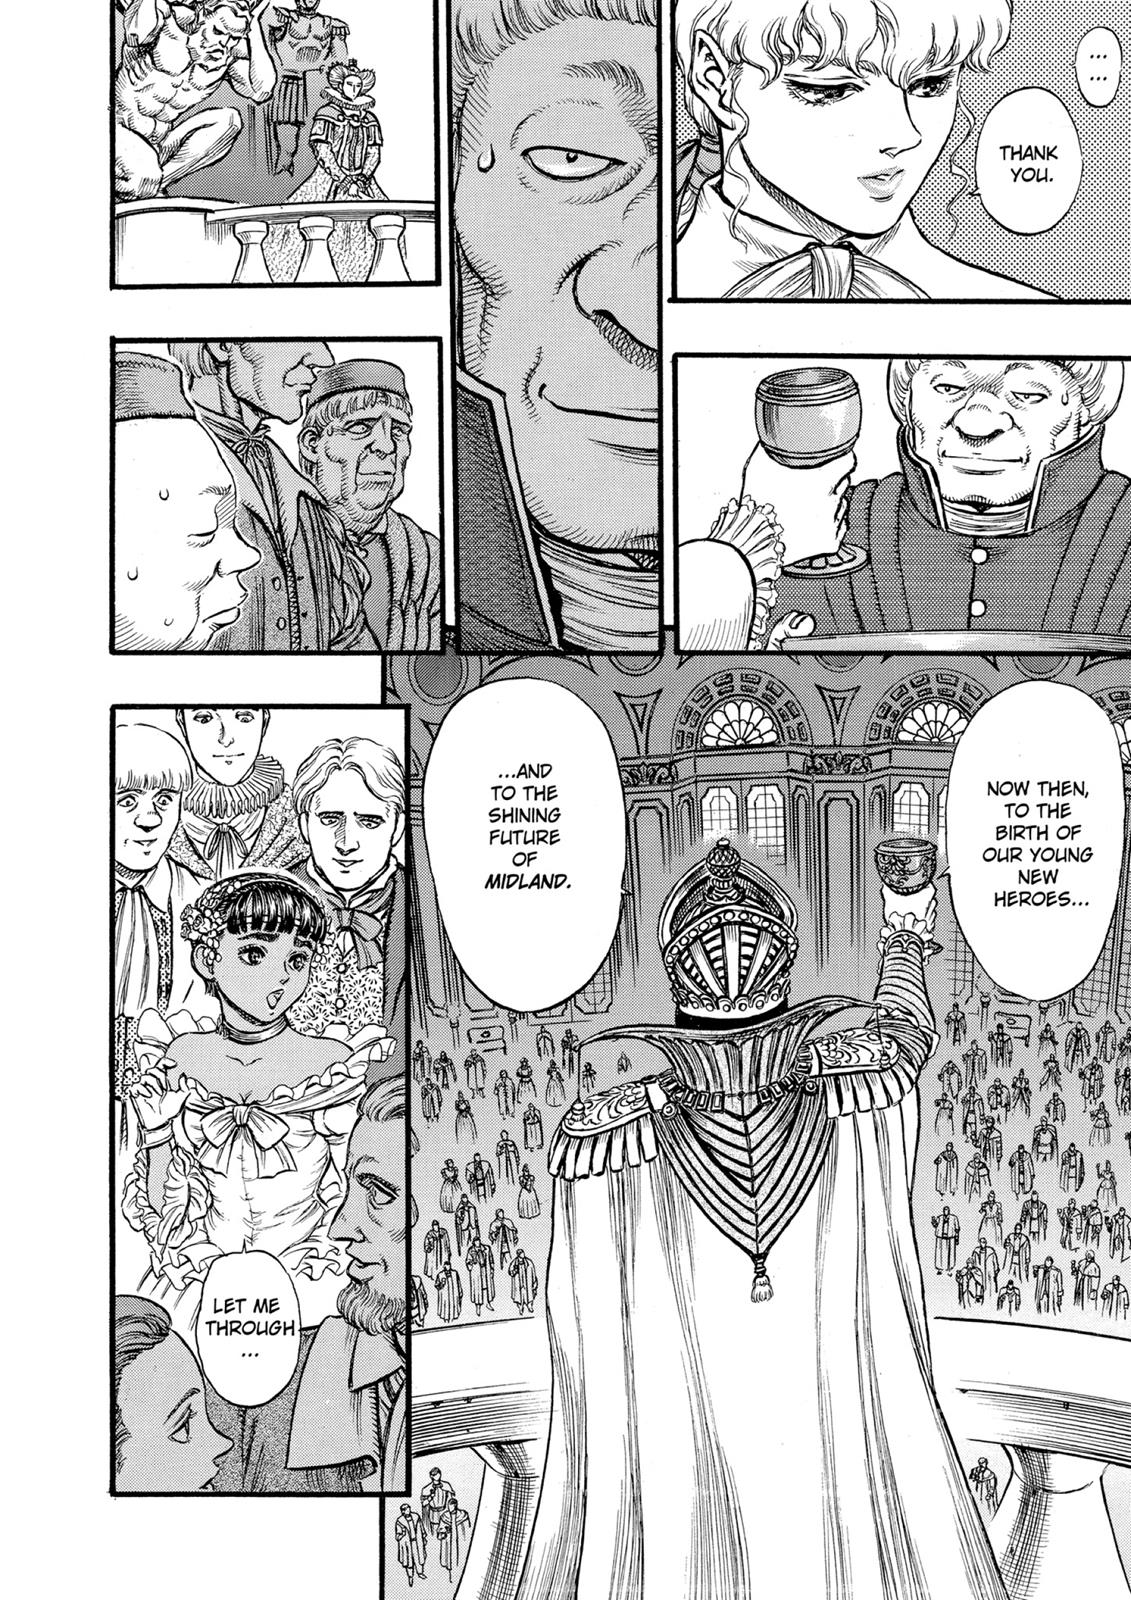 ...
...
THANK
YOU.
NOW THEN,
TO THE
BIRTH OF
OUR YOUNG
NEW
HEROES...
...AND
TO THE
SHINING
FUTURE
OF
MIDLAND.
LET ME
THROUGH
...